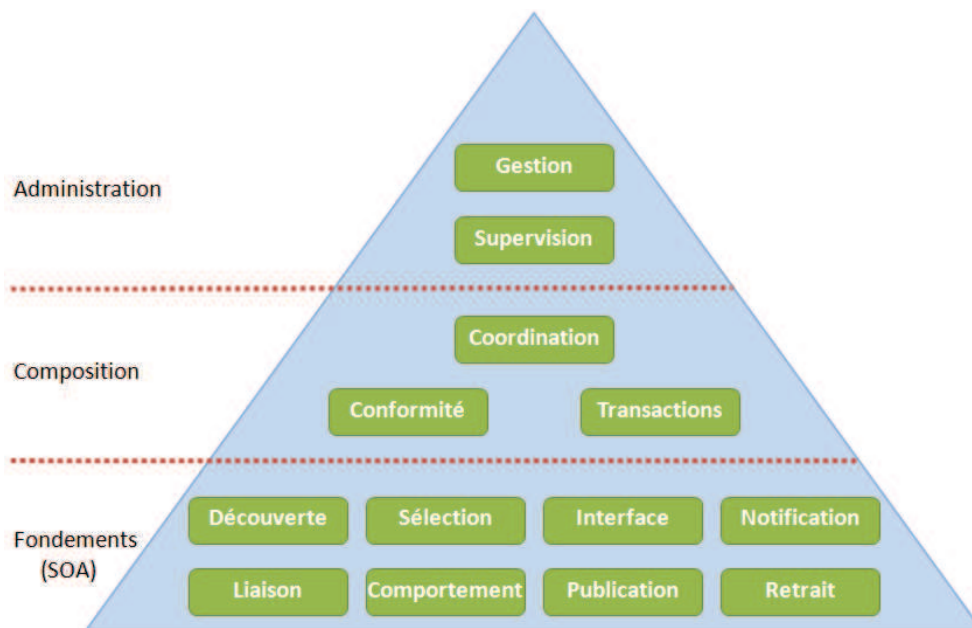 Gestion
Administration
Supervision
Coordination
Composition
Conformité
Transactions
Découverte
Sélection
Interface
Notification
Fondements
(SOA)
Liaison
Comportement
Publication
Retrait